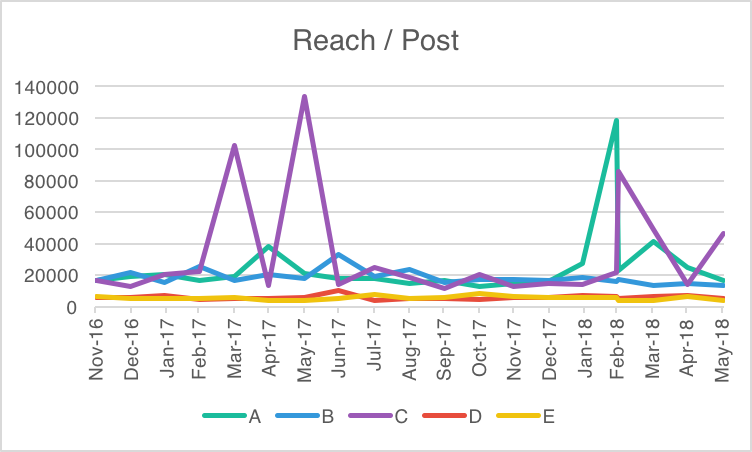 Reach / Post
140000
120000
100000
80000
60000
40000
20000
0
Nov-16 Dec-16 Jan-17 Feb-17 Mar-17 Apr-17 May-17 Jun-17 Jul-17 Aug-17 Sep-17 Oct-17 Nov-17 Dec-17 Jan-18 Feb-18 Mar-18 Apr-18 May-18
A B C D E